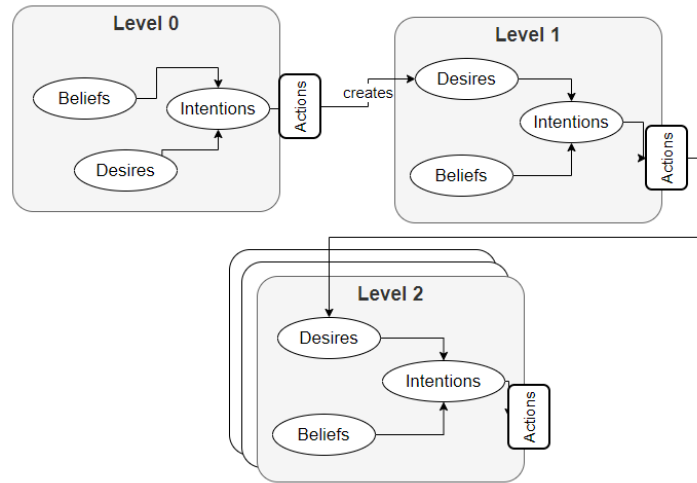 Level 0
Beliefs
Intentions
Desires
Actions
creates
Level 1
Desires
Intentions
Beliefs
Actions
Level 2
Desires
Intentions
Beliefs
Actions